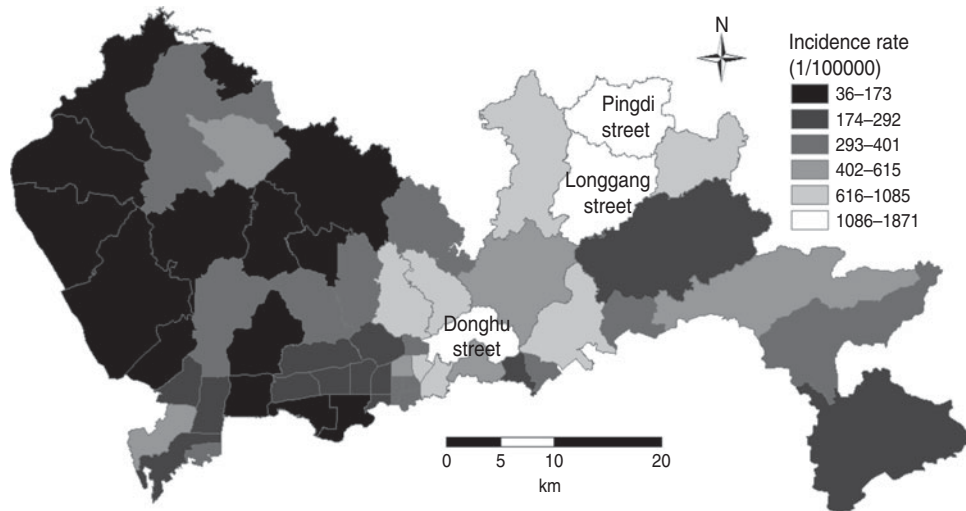 N
Incidence rate
(1/100000)
36–173
174–292
293–401
402–615
616–1085
1086–1871
Pingdi
street
Longgang
street
Donghu
street
0 5 10 20
km